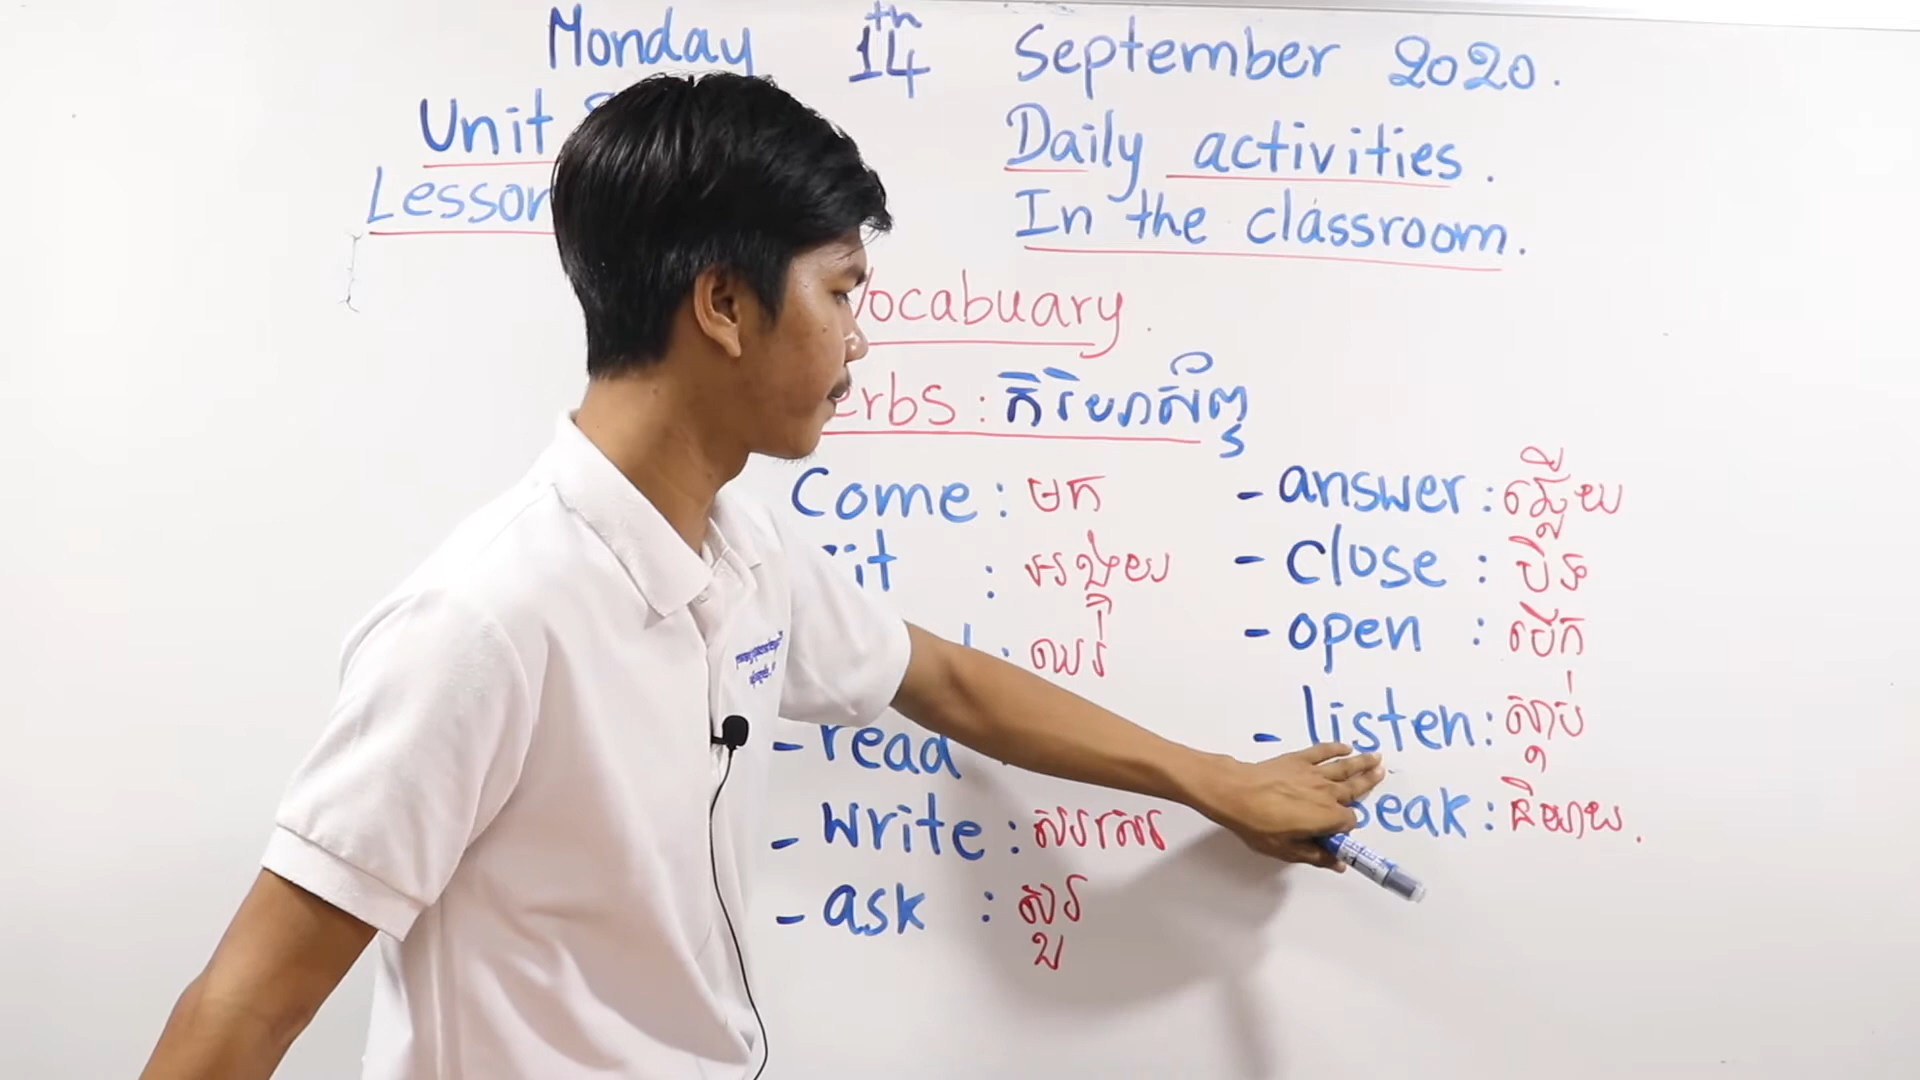 Monday 14th September 2020.
Unit Daily activities.
Lesson In the classroom.
Vocabuary.
erbs : កិរិយាស័ព្ទ
Come : មក - answer : ឆ្លើយ
it : អង្គុយ - close : បិទ
: ឈរ - open : បើក
- read - listen : ស្តាប់
- write : សរសេរ peak : និយាយ.
- ask : សួរ